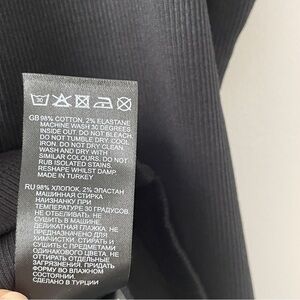 GB 98% COTTON, 2% ELASTANE
MACHINE WASH 30 DEGREES
INSIDE OUT. DO NOT BLEACH.
DO NOT TUMBLE DRY. COOL
IRON. DO NOT DRY CLEAN.
WASH AND DRY WITH
SIMILAR COLOURS. DO NOT
RUB ISOLATED STAINS.
RESHAPE WHILST DAMP.
MADE IN TURKEY
RU 98% ХЛОПОК, 2% ЭЛАСТАН
МАШИННАЯ СТИРКА
НАИЗНАНКУ ПРИ
ТЕМПЕРАТУРЕ 30 ГРАДУСОВ.
НЕ ОТБЕЛИВАТЬ. НЕ
СУШИТЬ В МАШИНЕ.
ДЕЛИКАТНАЯ ГЛАЖКА. НЕ
ПРЕДНАЗНАЧЕНО ДЛЯ
ХИМЧИСТКИ. СТИРАТЬ И
СУШИТЬ С ИЗДЕЛИЯМИ
ОДИНАКОВОГО ЦВЕТА. НЕ
ТЕРЕТЬ ОТДЕЛЬНЫЕ
ЗАГРЯЗНЕНИЯ. ПРИДАТЬ
ФОРМУ ВО ВЛАЖНОМ
СОСТОЯНИИ.
СДЕЛАНО В ТУРЦИИ